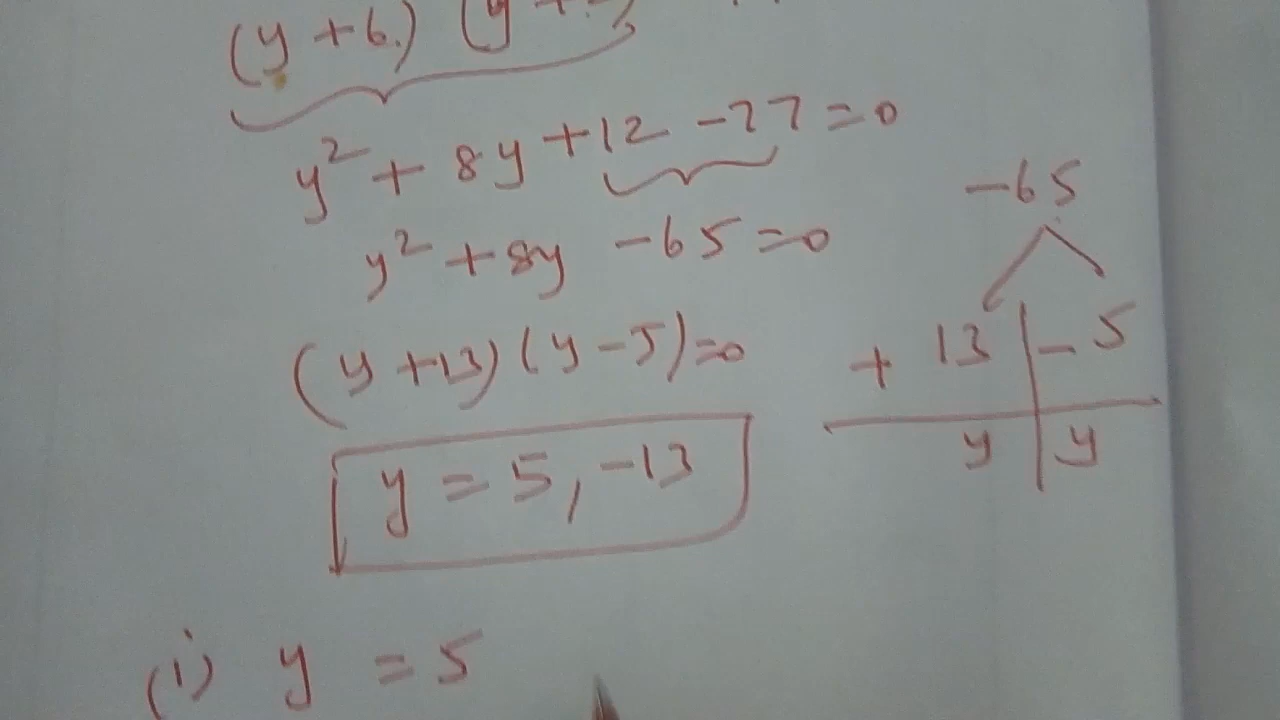 (y + 6) (y +
y² + 8y + 12 - 77 = 0
y² + 8y - 65 = 0
-65
(y + 13) (y - 5) = 0
+ 13 | - 5
y | y
y = 5, -13
(i) y = 5